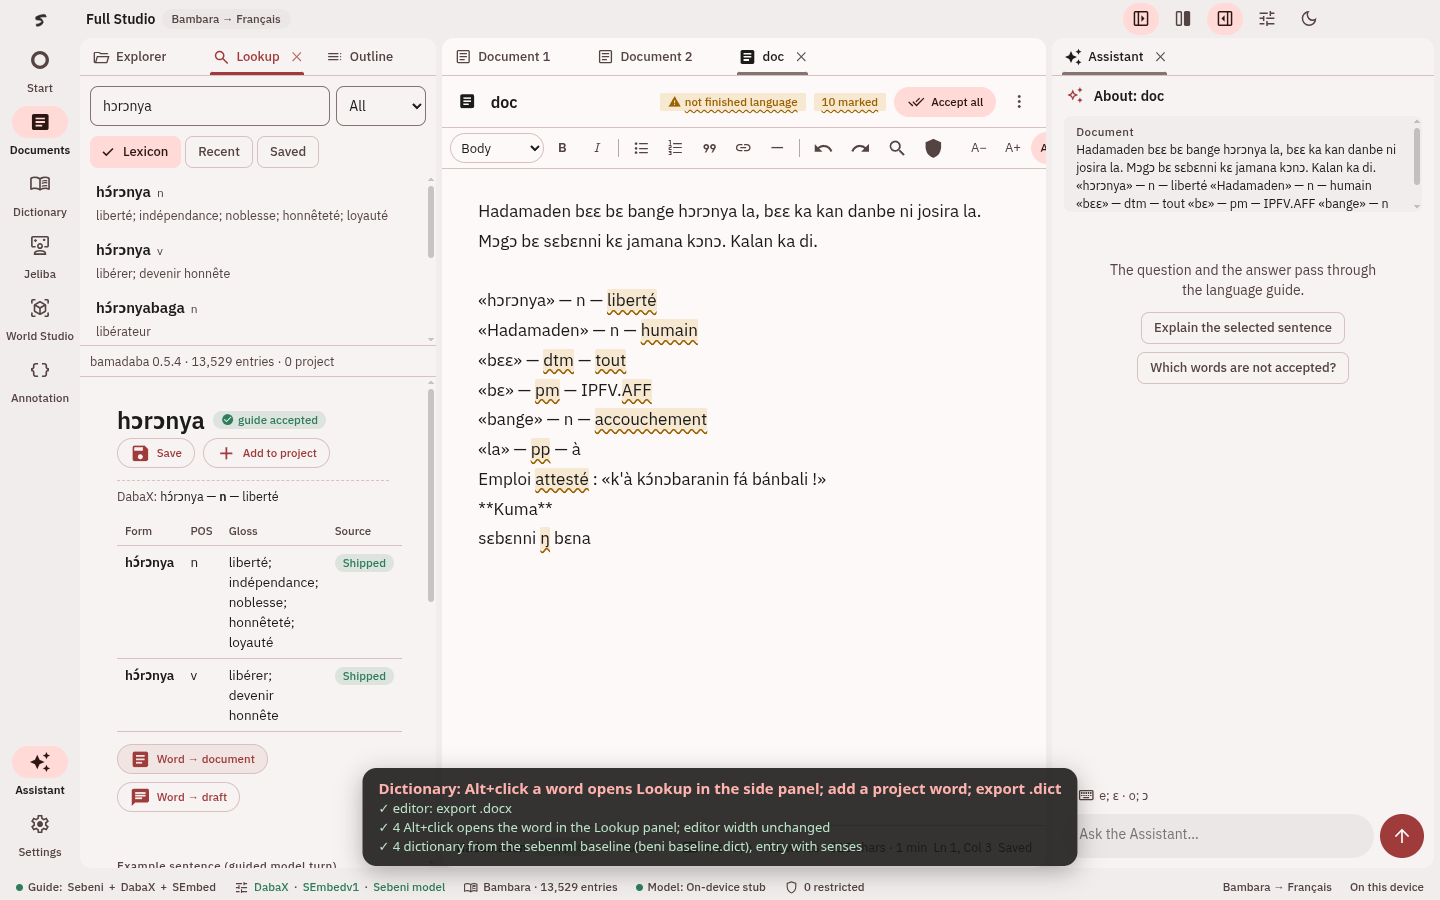 Full Studio
Bambara → Français
Start
Documents
Dictionary
Jeliba
World Studio
Annotation
Assistant
Settings
Explorer
Lookup
Outline
hɔrɔnya
All
Lexicon
Recent
Saved
hɔ́rɔnya n
liberté; indépendance; noblesse; honnêteté; loyauté
hɔ́rɔnya v
libérer; devenir honnête
hɔ́rɔnyabaga n
libérateur
bamadaba 0.5.4 · 13,529 entries · 0 project
hɔrɔnya guide accepted
Save
Add to project
DabaX: hɔ́rɔnya — n — liberté
Form POS Gloss Source
hɔ́rɔnya n liberté; Shipped
indépendance;
noblesse;
honnêteté;
loyauté
hɔ́rɔnya v libérer; Shipped
devenir
honnête
Word → document
Word → draft
Example sentence (guided model turn)
Document 1
Document 2
doc
doc
not finished language
10 marked
Accept all
Body
B
I
A−
A+
Hadamaden bɛɛ bɛ bange hɔrɔnya la, bɛɛ ka kan danbe ni josira la.
Mɔgɔ bɛ sɛbɛnni kɛ jamana kɔnɔ. Kalan ka di.
«hɔrɔnya» — n — liberté
«Hadamaden» — n — humain
«bɛɛ» — dtm — tout
«bɛ» — pm — IPFV.AFF
«bange» — n — accouchement
«la» — pp — à
Emploi attesté : «k'à kɔ́nɔbaranin fá bánbali !»
**Kuma**
sɛbɛnni ŋ bɛna
Dictionary: Alt+click a word opens Lookup in the side panel; add a project word; export .dict
✓ editor: export .docx
✓ 4 Alt+click opens the word in the Lookup panel; editor width unchanged
✓ 4 dictionary from the sebenml baseline (beni baseline.dict), entry with senses
1 min Ln 1, Col 3 Saved
Assistant
About: doc
Document
Hadamaden bɛɛ bɛ bange hɔrɔnya la, bɛɛ ka kan danbe ni
josira la. Mɔgɔ bɛ sɛbɛnni kɛ jamana kɔnɔ. Kalan ka di.
«hɔrɔnya» — n — liberté «Hadamaden» — n — humain
«bɛɛ» — dtm — tout «bɛ» — pm — IPFV.AFF «bange» — n
The question and the answer pass through
the language guide.
Explain the selected sentence
Which words are not accepted?
e; ɛ · o; ɔ
Ask the Assistant...
Guide: Sebeni + DabaX + SEmbed
DabaX · SEmbedv1 · Sebeni model
Bambara · 13,529 entries
Model: On-device stub
0 restricted
Bambara → Français
On this device